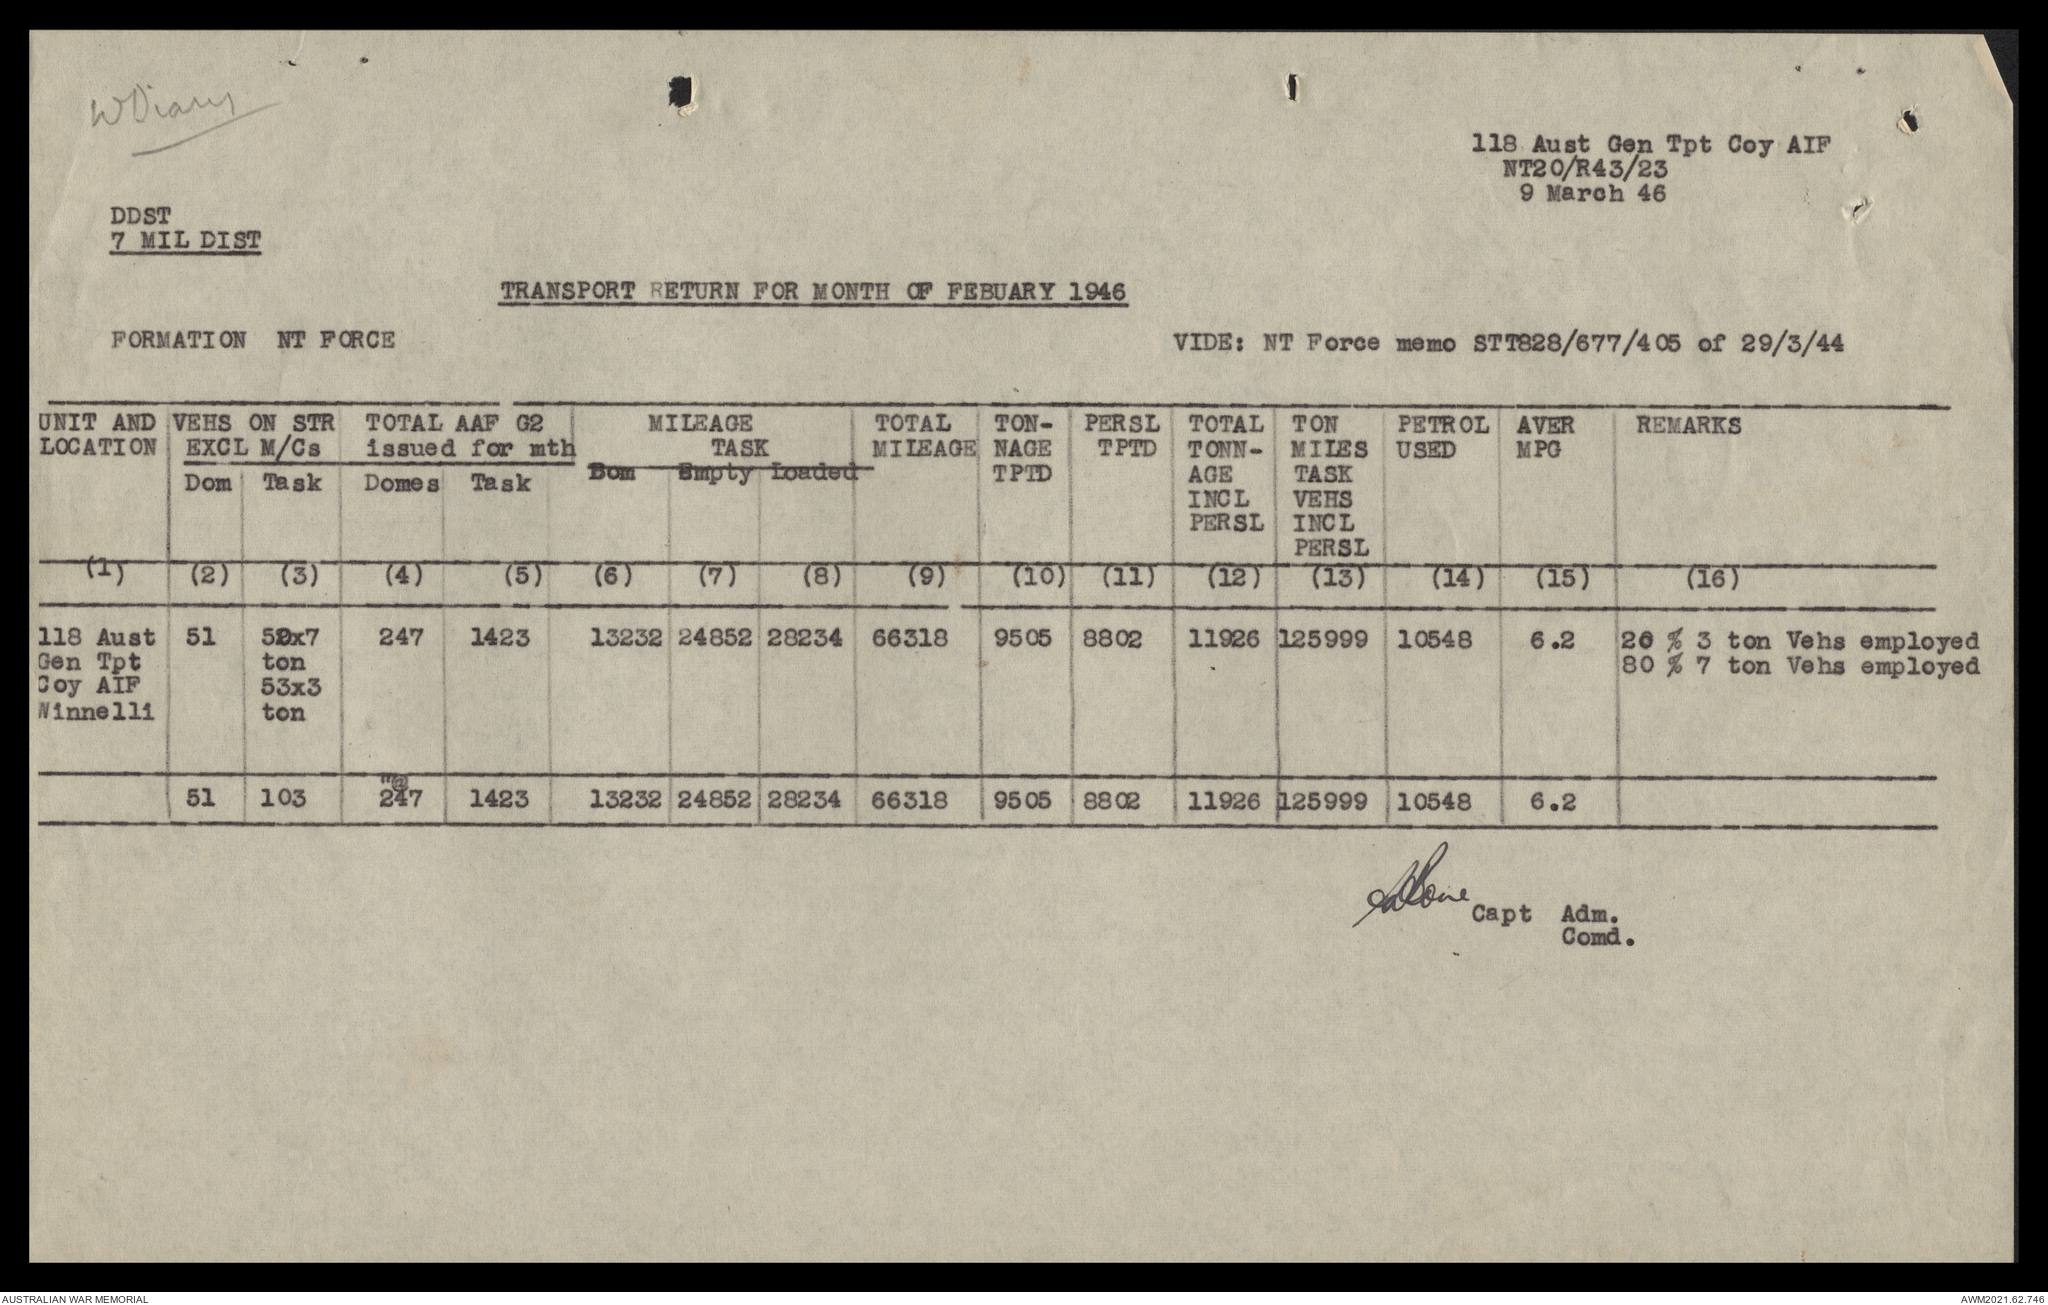 WDiary
118 Aust Gen Tpt Coy AIF
NT20/R43/23
9 March 46
DDST
7 MIL DIST
TRANSPORT RETURN FOR MONTH OF FEBUARY 1946
FORMATION NT FORCE VIDE: NT Force memo STT828/677/405 of 29/3/44
UNIT AND VEHS ON STR TOTAL AAF G2 MILEAGE TOTAL TON- PERSL TOTAL TON PETROL AVER REMARKS
LOCATION EXCL M/Cs issued for mth TASK MILEAGE NAGE TPTD TONN- MILES USED MPG
Dom Task Domes Task Dom Empty Loaded TPTD AGE TASK
INCL VEHS
PERSL INCL
PERSL
(1) (2) (3) (4) (5) (6) (7) (8) (9) (10) (11) (12) (13) (14) (15) (16)
118 Aust 51 50x7 247 1423 13232 24852 28234 66318 9505 8802 11926 125999 10548 6.2 20 % 3 ton Vehs employed
Gen Tpt ton 80 % 7 ton Vehs employed
Coy AIF 53x3
Winnelli ton
"@
51 103 247 1423 13232 24852 28234 66318 9505 8802 11926 125999 10548 6.2
Capt Adm.
Comd.
AUSTRALIAN WAR MEMORIAL AWM2021.62.746